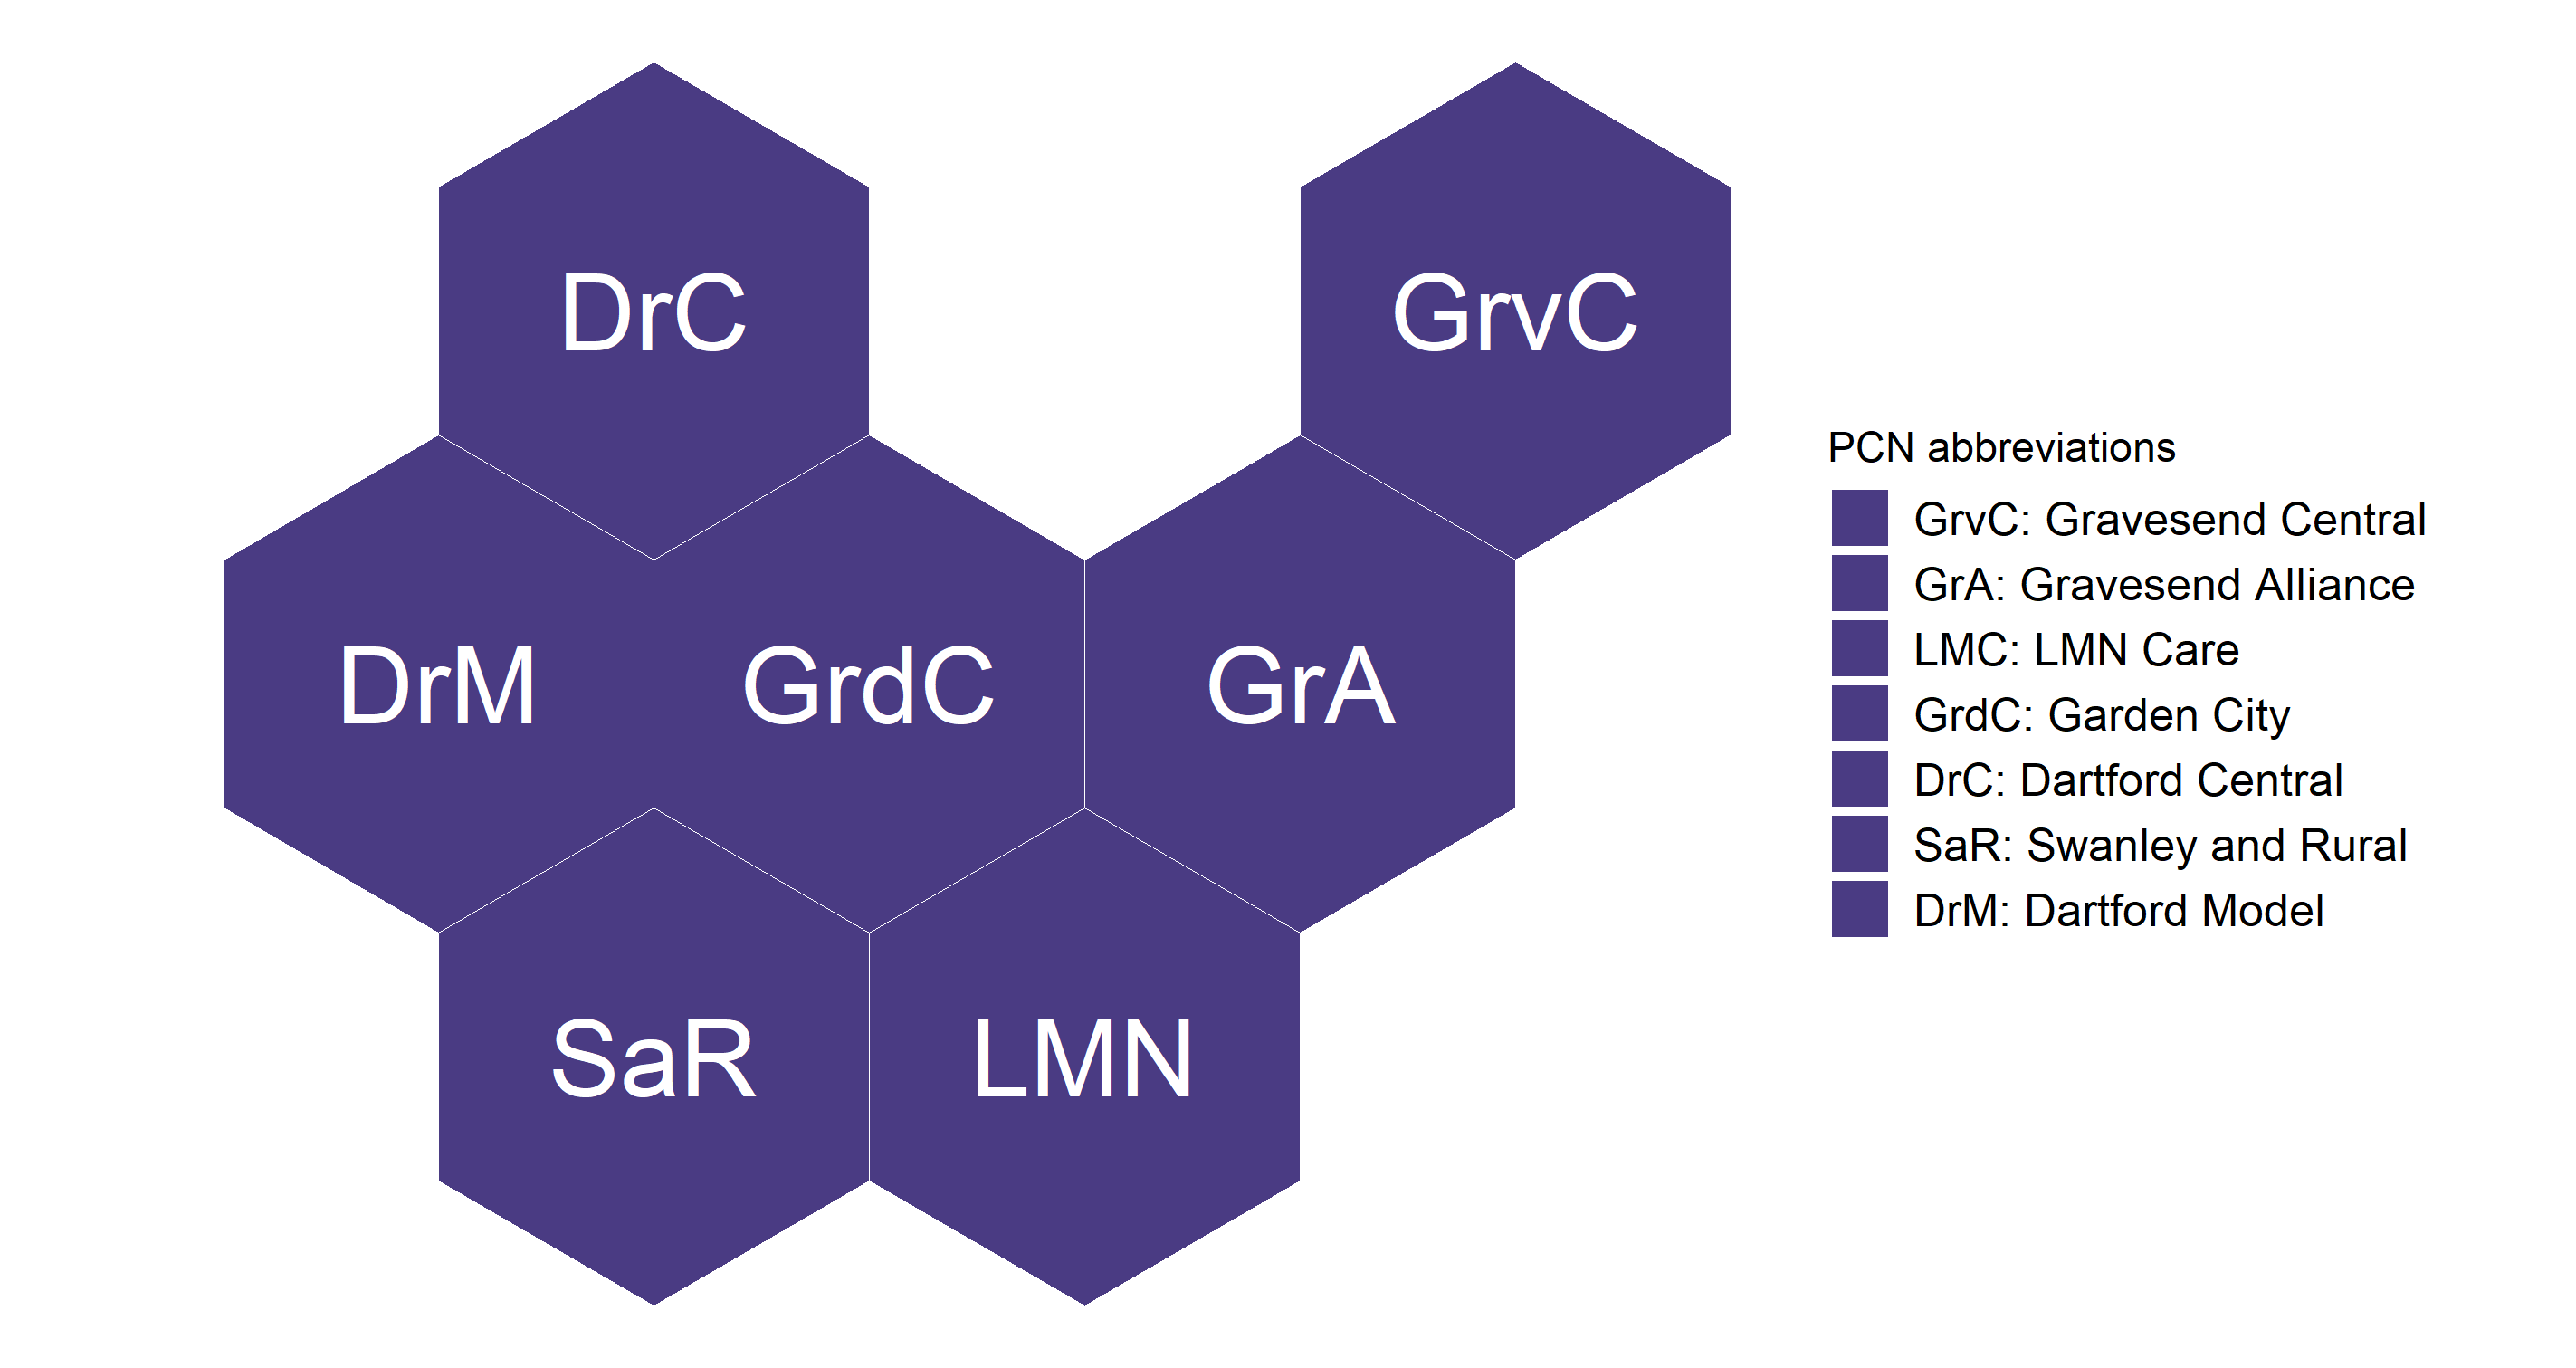 DrC
GrvC
DrM
GrdC
GrA
SaR
LMN
PCN abbreviations
GrvC: Gravesend Central
GrA: Gravesend Alliance
LMC: LMN Care
GrdC: Garden City
DrC: Dartford Central
SaR: Swanley and Rural
DrM: Dartford Model